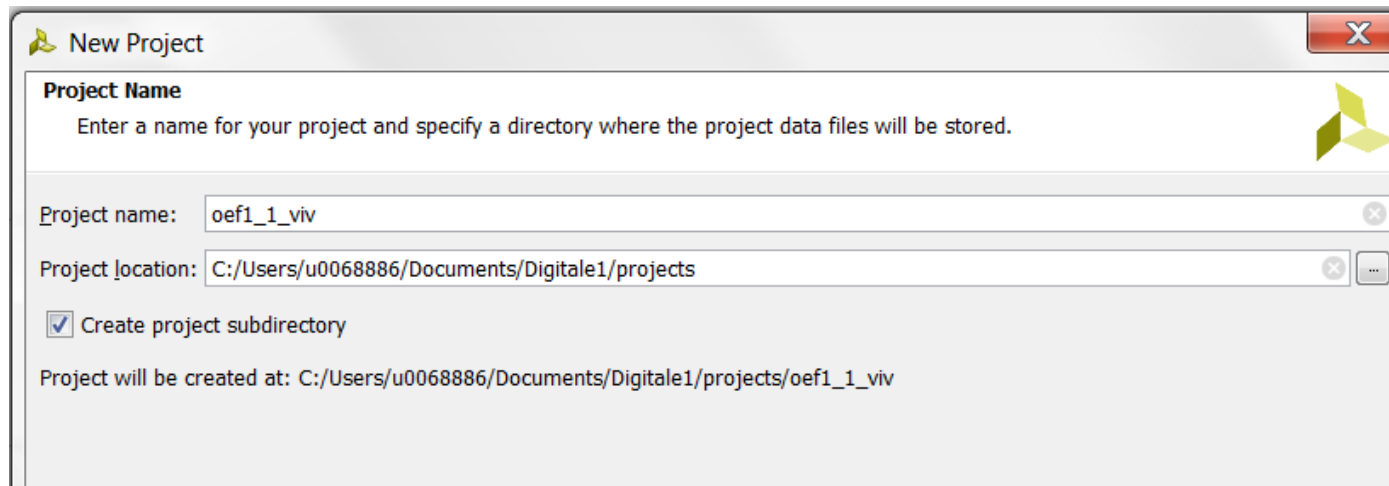 New Project
Project Name
Enter a name for your project and specify a directory where the project data files will be stored.
Project name: oef1_1_viv
Project location: C:/Users/u0068886/Documents/Digitale1/projects ...
Create project subdirectory
Project will be created at: C:/Users/u0068886/Documents/Digitale1/projects/oef1_1_viv